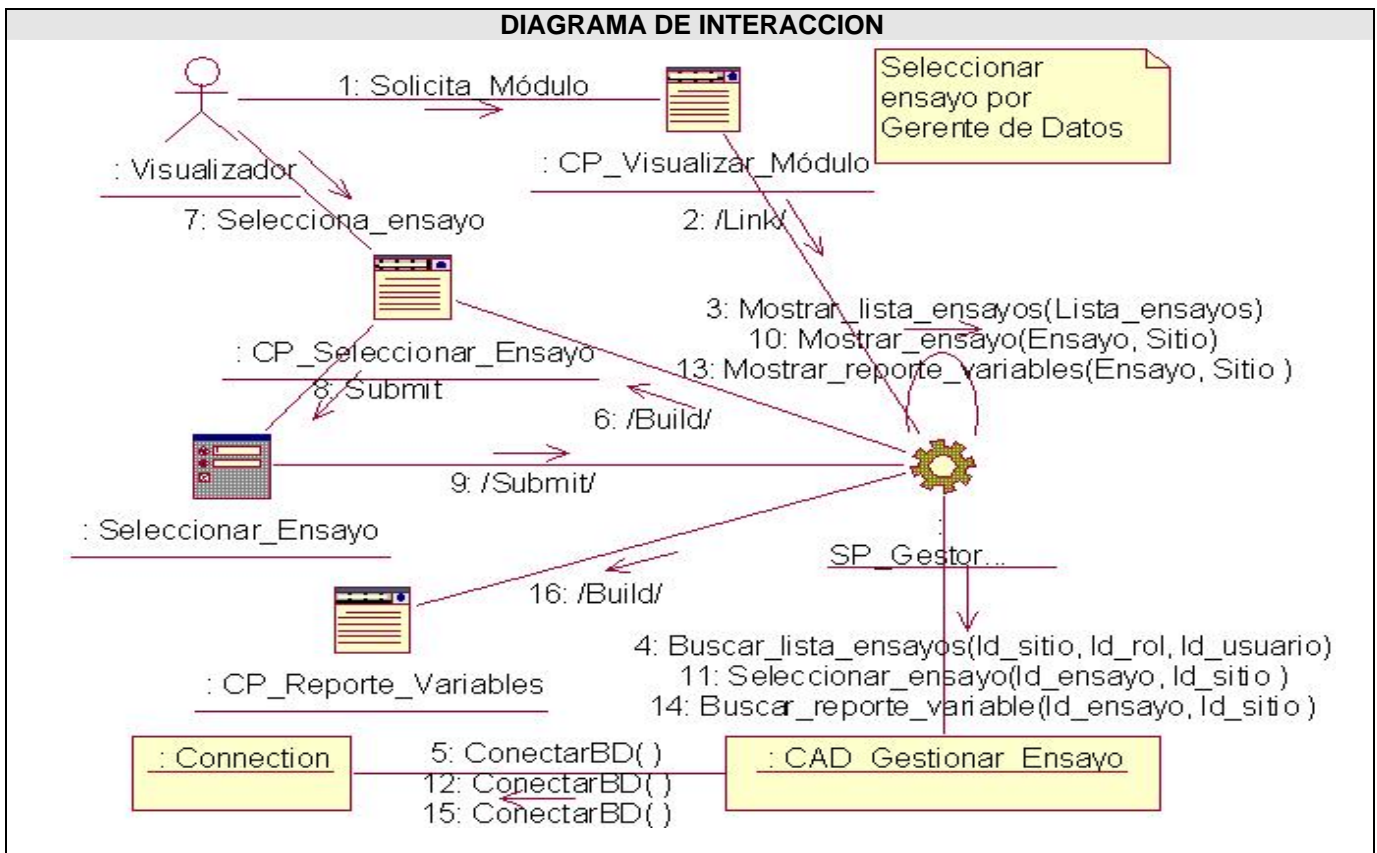 DIAGRAMA DE INTERACCION
1: Solicita_Módulo
Seleccionar
ensayo por
Gerente de Datos
: Visualizador
: CP_Visualizar_Módulo
7: Selecciona_ensayo
2: /Link/
3: Mostrar_lista_ensayos(Lista_ensayos)
10: Mostrar_ensayo(Ensayo, Sitio)
13: Mostrar_reporte_variables(Ensayo, Sitio )
: CP_Seleccionar_Ensayo
8: Submit
6: /Build/
9: /Submit/
: Seleccionar_Ensayo
:
SP_Gestor...
16: /Build/
4: Buscar_lista_ensayos(Id_sitio, Id_rol, Id_usuario)
11: Seleccionar_ensayo(Id_ensayo, Id_sitio )
14: Buscar_reporte_variable(Id_ensayo, Id_sitio )
: CP_Reporte_Variables
: Connection
5: ConectarBD( )
12: ConectarBD( )
15: ConectarBD( )
: CAD_Gestionar_Ensayo